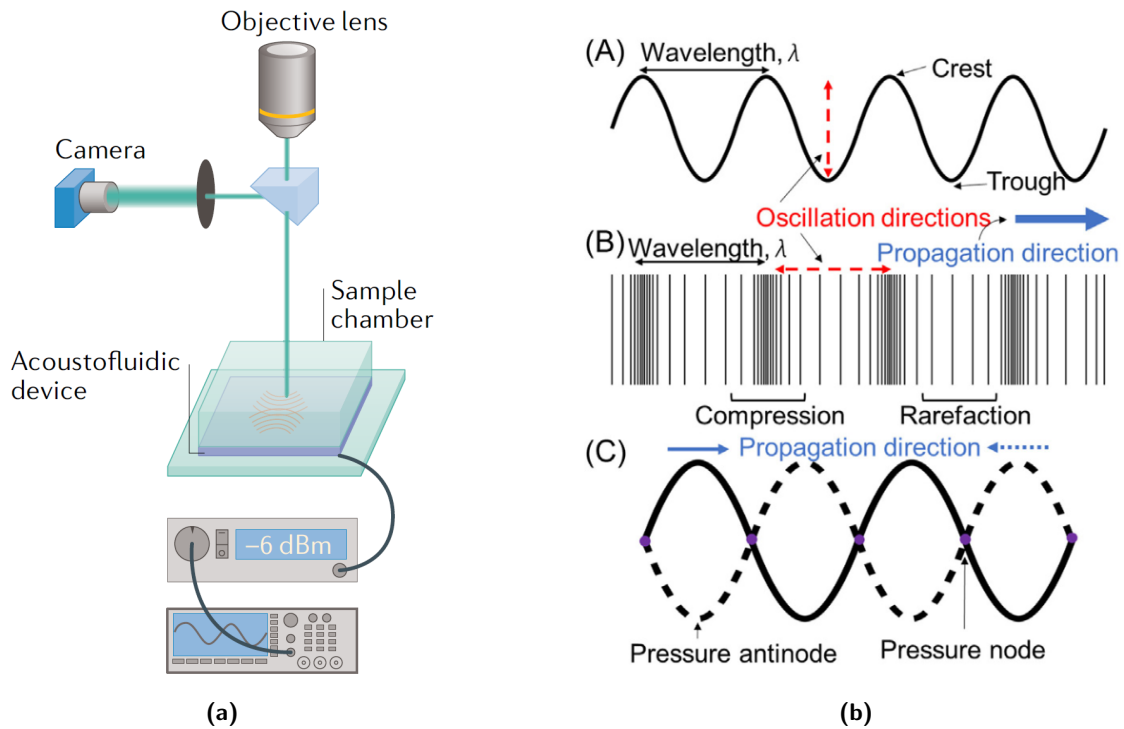 Objective lens
Camera
Sample
chamber
Acoustofluidic
device
–6 dBm
(a)
(A)
Wavelength, λ
Crest
Trough
Oscillation directions
Propagation direction
(B)
Wavelength, λ
Compression
Rarefaction
(C)
Propagation direction
Pressure antinode
Pressure node
(b)